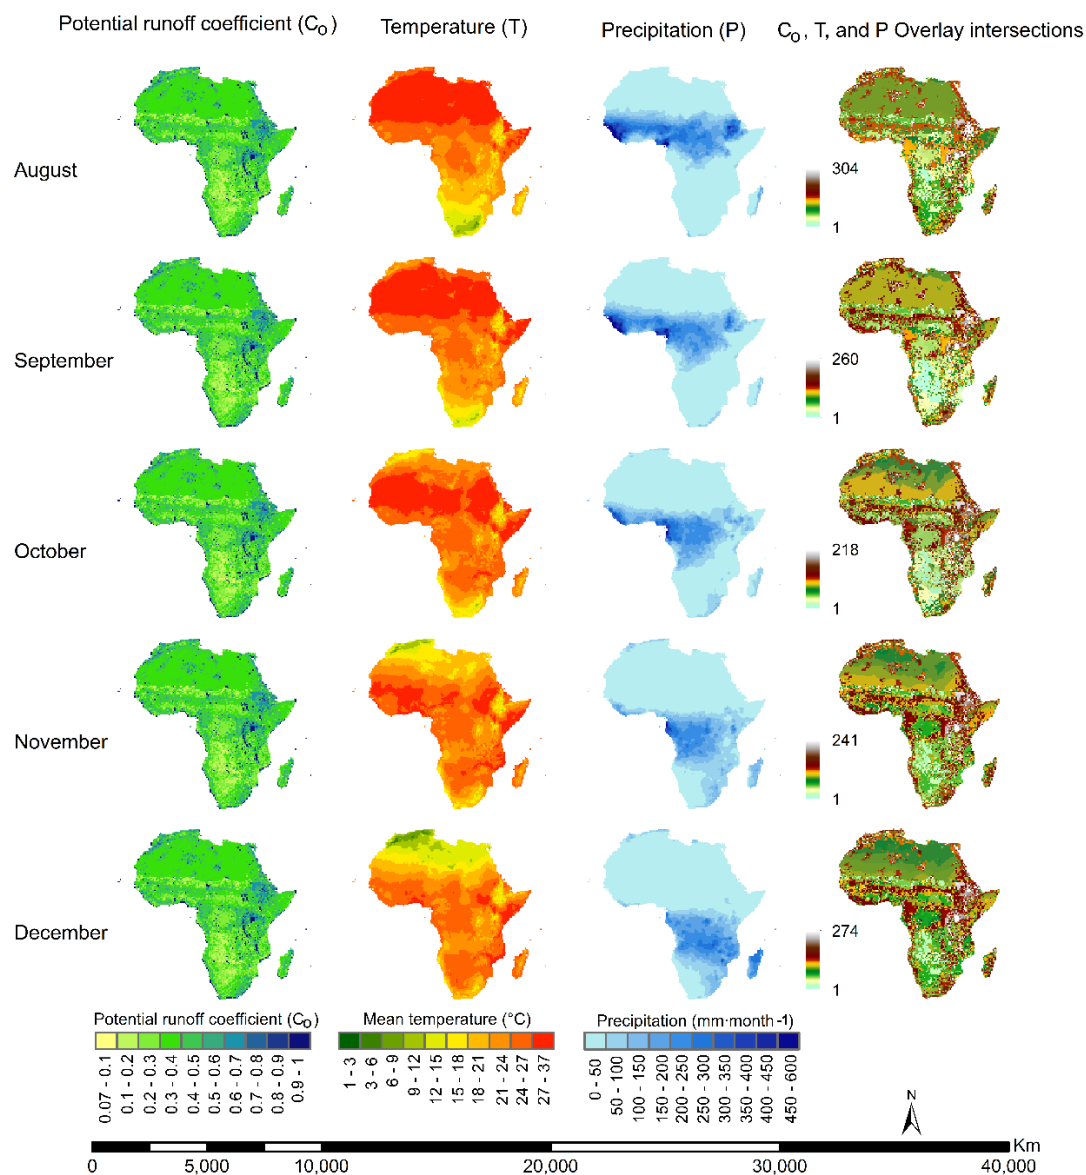 Potential runoff coefficient (Co) Temperature (T) Precipitation (P) Co, T, and P Overlay intersections
August
304
1
September
260
1
October
218
1
November
241
1
December
274
1
Potential runoff coefficient (Co) Mean temperature (°C) Precipitation (mm·month-1)
0.07 - 0.1
0.1 - 0.2
0.2 - 0.3
0.3 - 0.4
0.4 - 0.5
0.5 - 0.6
0.6 - 0.7
0.7 - 0.8
0.8 - 0.9
0.9 - 1
1 - 3
3 - 6
6 - 9
9 - 12
12 - 15
15 - 18
18 - 21
21 - 24
24 - 27
27 - 37
0 - 50
50 - 100
100 - 150
150 - 200
200 - 250
250 - 300
300 - 350
350 - 400
400 - 450
450 - 600
N
Km
0 5,000 10,000 20,000 30,000 40,000